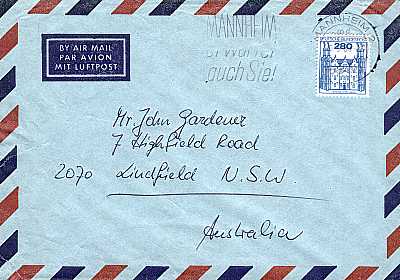 MANNHEIM
auch Sie!
MANNHEIM 2
280
BY AIR MAIL
PAR AVION
MIT LUFTPOST
Mr. John Gardener
7 Highfield Road
2070 Lindfield N.S.W.
Australia